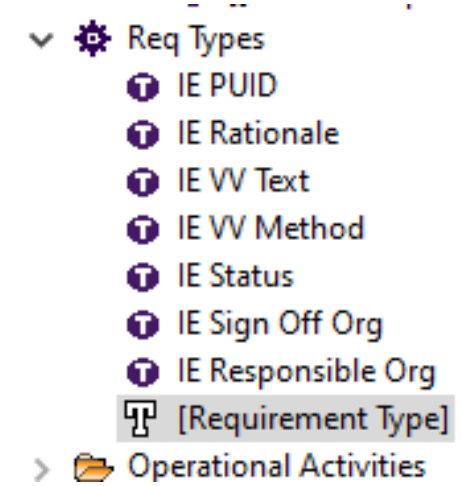 Req Types
IE PUID
IE Rationale
IE VV Text
IE VV Method
IE Status
IE Sign Off Org
IE Responsible Org
[Requirement Type]
Operational Activities